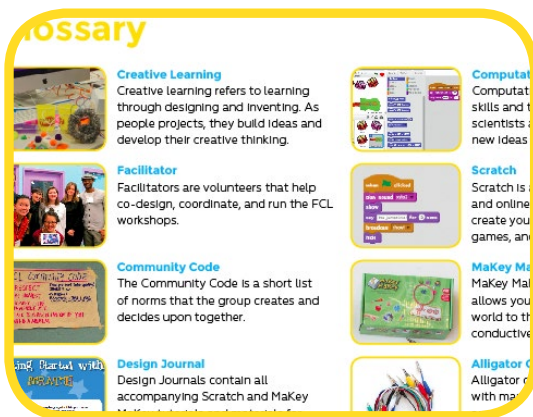 lossary
Creative Learning
Creative learning refers to learning
through designing and inventing. As
people projects, they build ideas and
develop their creative thinking.
Facilitator
Facilitators are volunteers that help
co-design, coordinate, and run the FCL
workshops.
Community Code
The Community Code is a short list
of norms that the group creates and
decides upon together.
Design Journal
Design Journals contain all
accompanying Scratch and MaKey
Computat
Computat
skills and t
scientists
new ideas
Scratch
Scratch is
and online
create you
games, an
MaKey Ma
MaKey Mal
allows you
world to th
conductive
Alligator
Alligator
with ma